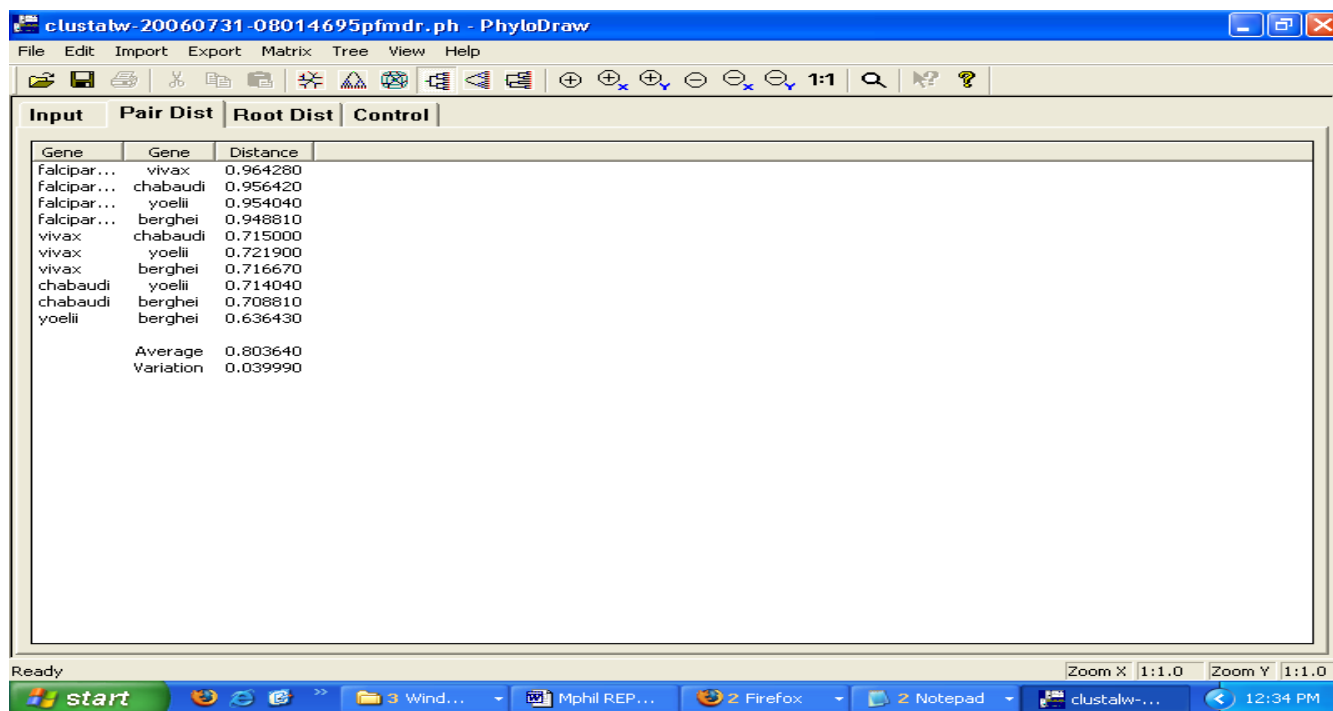 clustalw-20060731-08014695pfmdr.ph - PhyloDraw
File Edit Import Export Matrix Tree View Help
X Y X Y 1:1
Input Pair Dist Root Dist Control
Gene Gene Distance
falcipar... vivax 0.964280
falcipar... chabaudi 0.956420
falcipar... yoelii 0.954040
falcipar... berghei 0.948810
vivax chabaudi 0.715000
vivax yoelii 0.721900
vivax berghei 0.716670
chabaudi yoelii 0.714040
chabaudi berghei 0.708810
yoelii berghei 0.636430
Average 0.803640
Variation 0.039990
Ready Zoom X 1:1.0 Zoom Y 1:1.0
start 3 Wind... Mphil REP... 2 Firefox 2 Notepad clustalw-... 12:34 PM